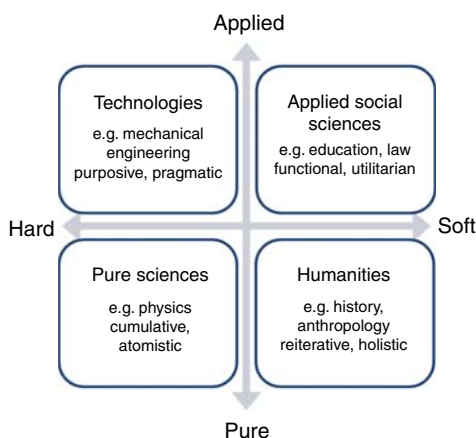 Applied
Technologies
e.g. mechanical
engineering
purposive, pragmatic
Applied social
sciences
e.g. education, law
functional, utilitarian
Hard
Soft
Pure sciences
e.g. physics
cumulative,
atomistic
Humanities
e.g. history,
anthropology
reiterative, holistic
Pure